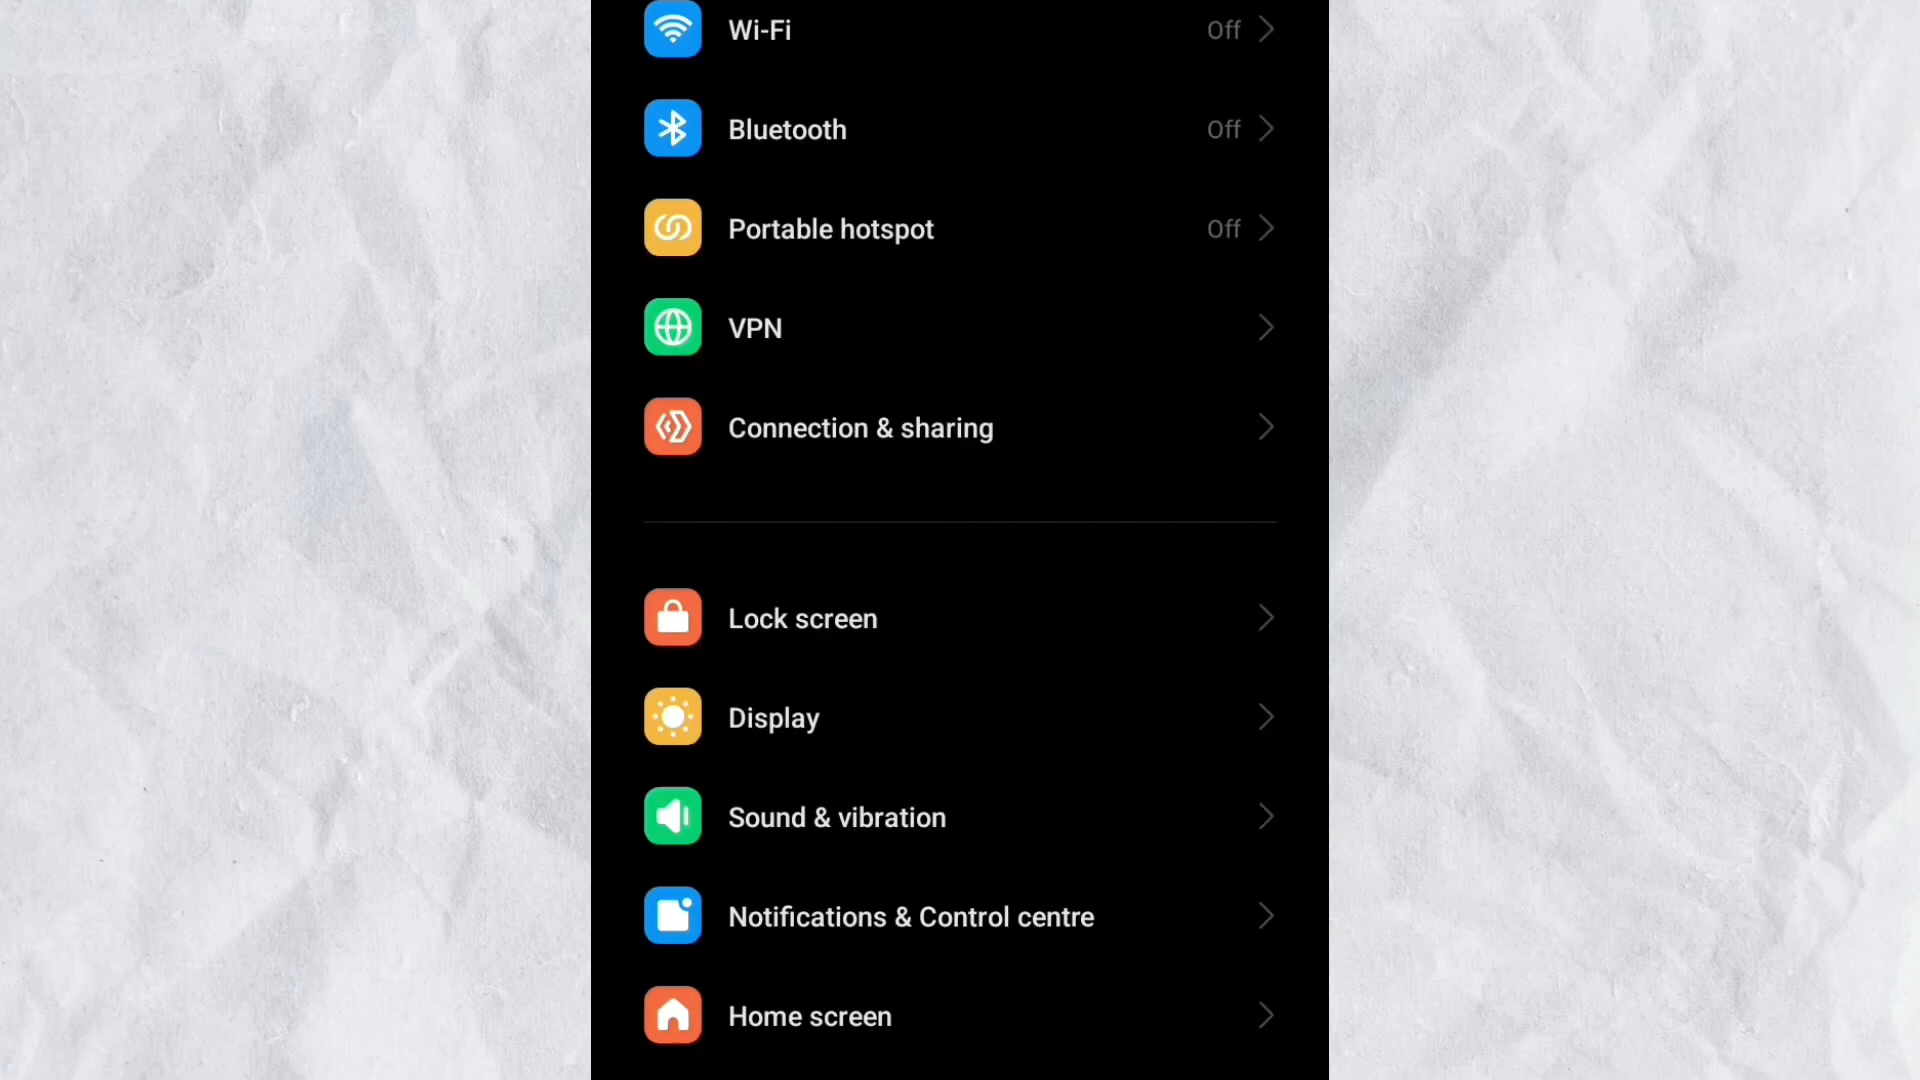 Wi-Fi Off
Bluetooth Off
Portable hotspot Off
VPN
Connection & sharing
Lock screen
Display
Sound & vibration
Notifications & Control centre
Home screen